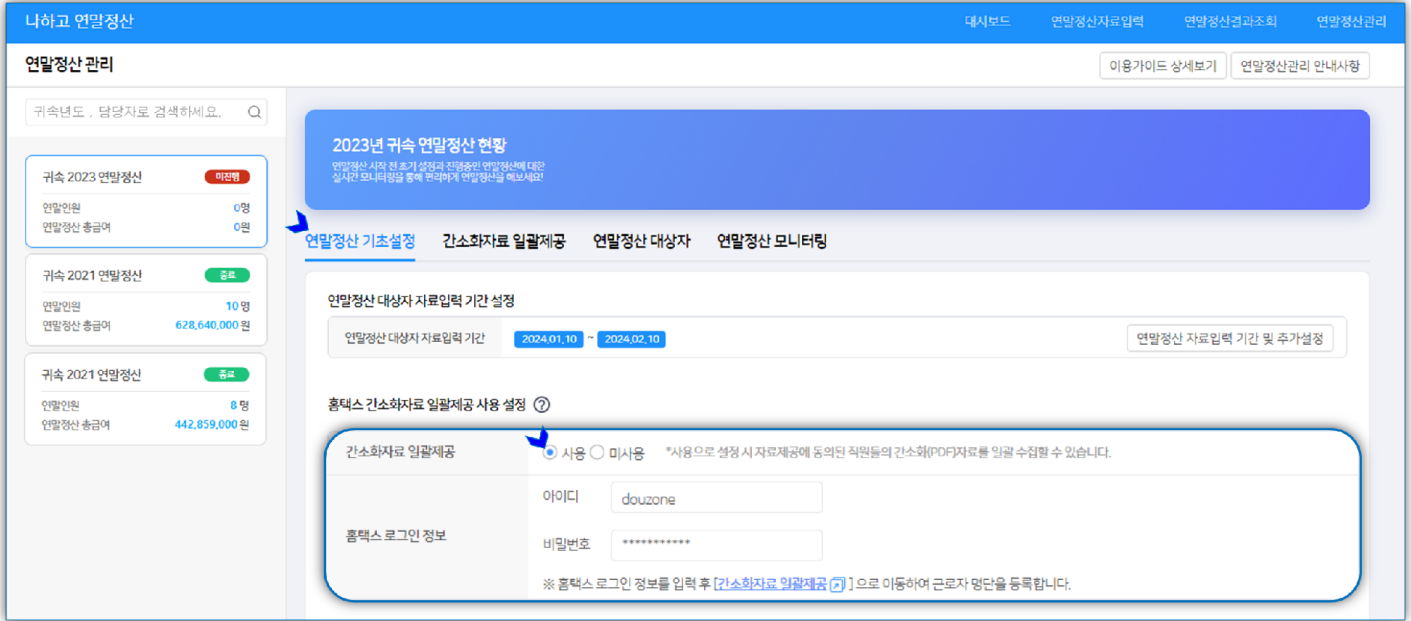 나하고 연말정산
대시보드 연말정산자료입력 연말정산결과조회 연말정산관리
연말정산 관리
이용가이드 상세보기 연말정산관리 안내사항
귀속년도 , 담당자로 검색하세요.
귀속 2023 연말정산 미진행
연말인원 0명
연말정산 총급여 0원
귀속 2021 연말정산 종료
연말인원 10 명
연말정산 총급여 628,640,000 원
귀속 2021 연말정산 종료
연말인원 8 명
연말정산 총급여 442,859,000 원
2023년 귀속 연말정산 현황
연말정산 시작 전 초기 설정과 진행중인 연말정산에 대한
실시간 모니터링을 통해 편리하게 연말정산을 해보세요!
연말정산 기초설정 간소화자료 일괄제공 연말정산 대상자 연말정산 모니터링
연말정산 대상자 자료입력 기간 설정
연말정산 대상자 자료입력 기간 2024.01.10 ~ 2024.02.10 연말정산 자료입력 기간 및 추가설정
홈택스 간소화자료 일괄제공 사용 설정 ?
간소화자료 일괄제공 사용 미사용 *사용으로 설정 시 자료제공에 동의된 직원들의 간소화(PDF)자료를 일괄 수집할 수 있습니다.
홈택스 로그인 정보
아이디 douzone
비밀번호 ***********
※ 홈택스 로그인 정보를 입력 후 [간소화자료 일괄제공 ] 으로 이동하여 근로자 명단을 등록합니다.